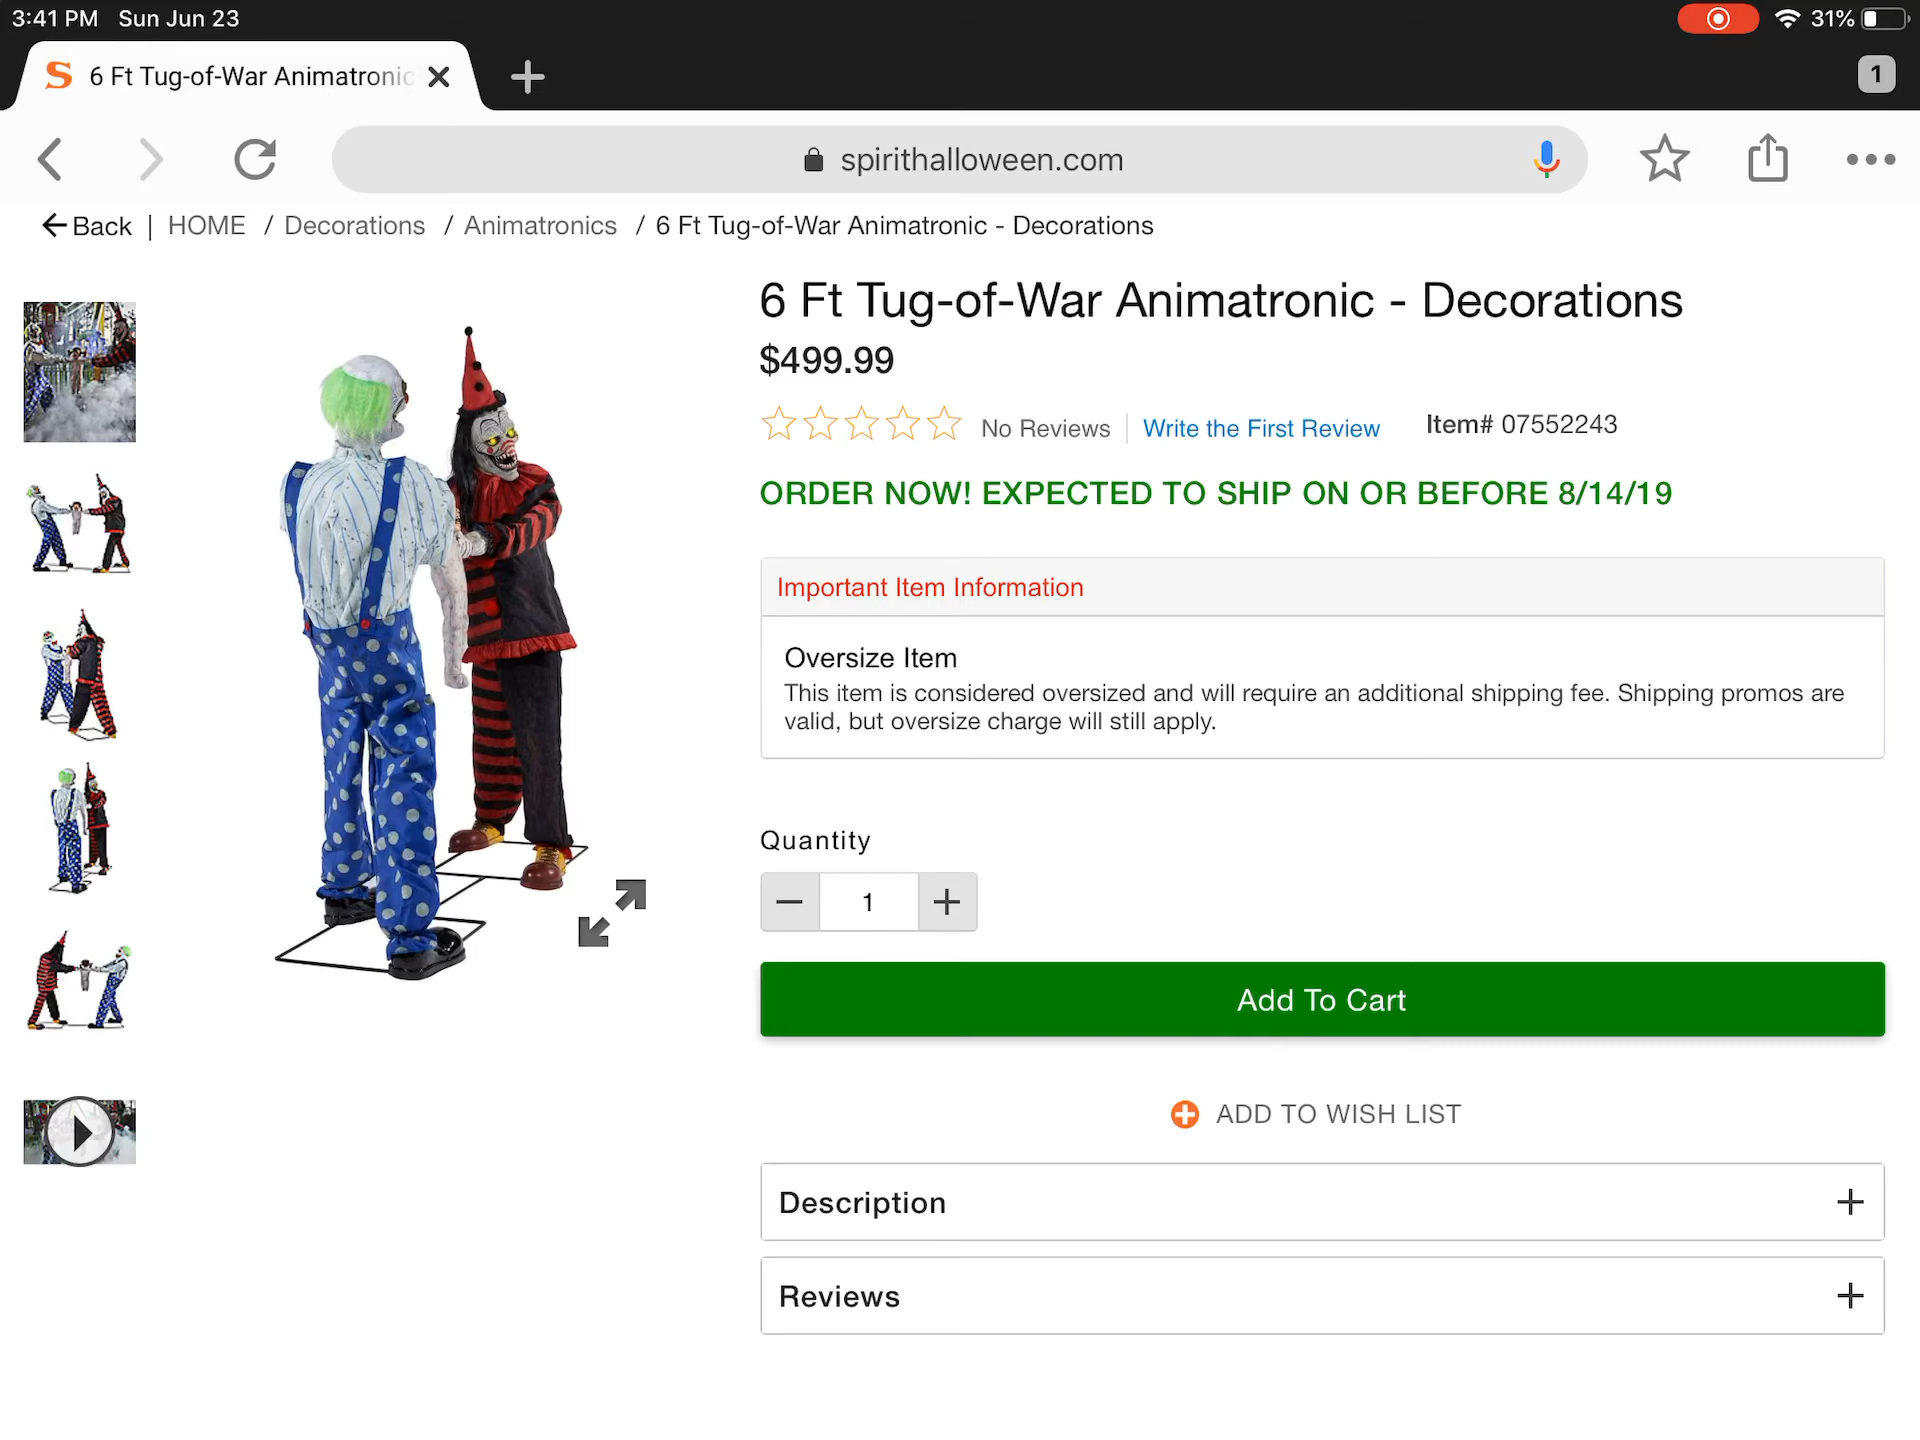 3:41 PM Sun Jun 23
31%
S 6 Ft Tug-of-War Animatronic
1
spirithalloween.com
Back | HOME / Decorations / Animatronics / 6 Ft Tug-of-War Animatronic - Decorations
6 Ft Tug-of-War Animatronic - Decorations
$499.99
No Reviews Write the First Review Item# 07552243
ORDER NOW! EXPECTED TO SHIP ON OR BEFORE 8/14/19
Important Item Information
Oversize Item
This item is considered oversized and will require an additional shipping fee. Shipping promos are
valid, but oversize charge will still apply.
Quantity
1
Add To Cart
ADD TO WISH LIST
Description
Reviews